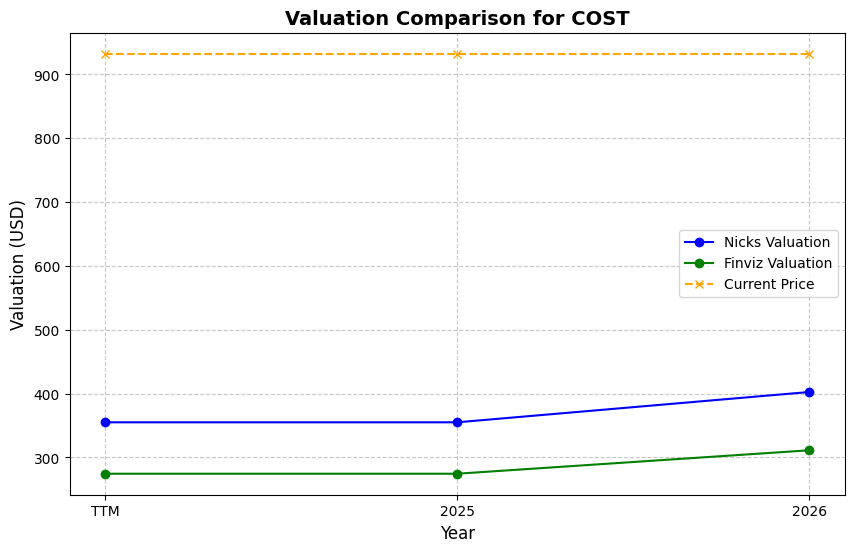 Valuation Comparison for COST
Valuation (USD)
900
800
700
600
500
400
300
Nicks Valuation
Finviz Valuation
Current Price
TTM
2025
2026
Year